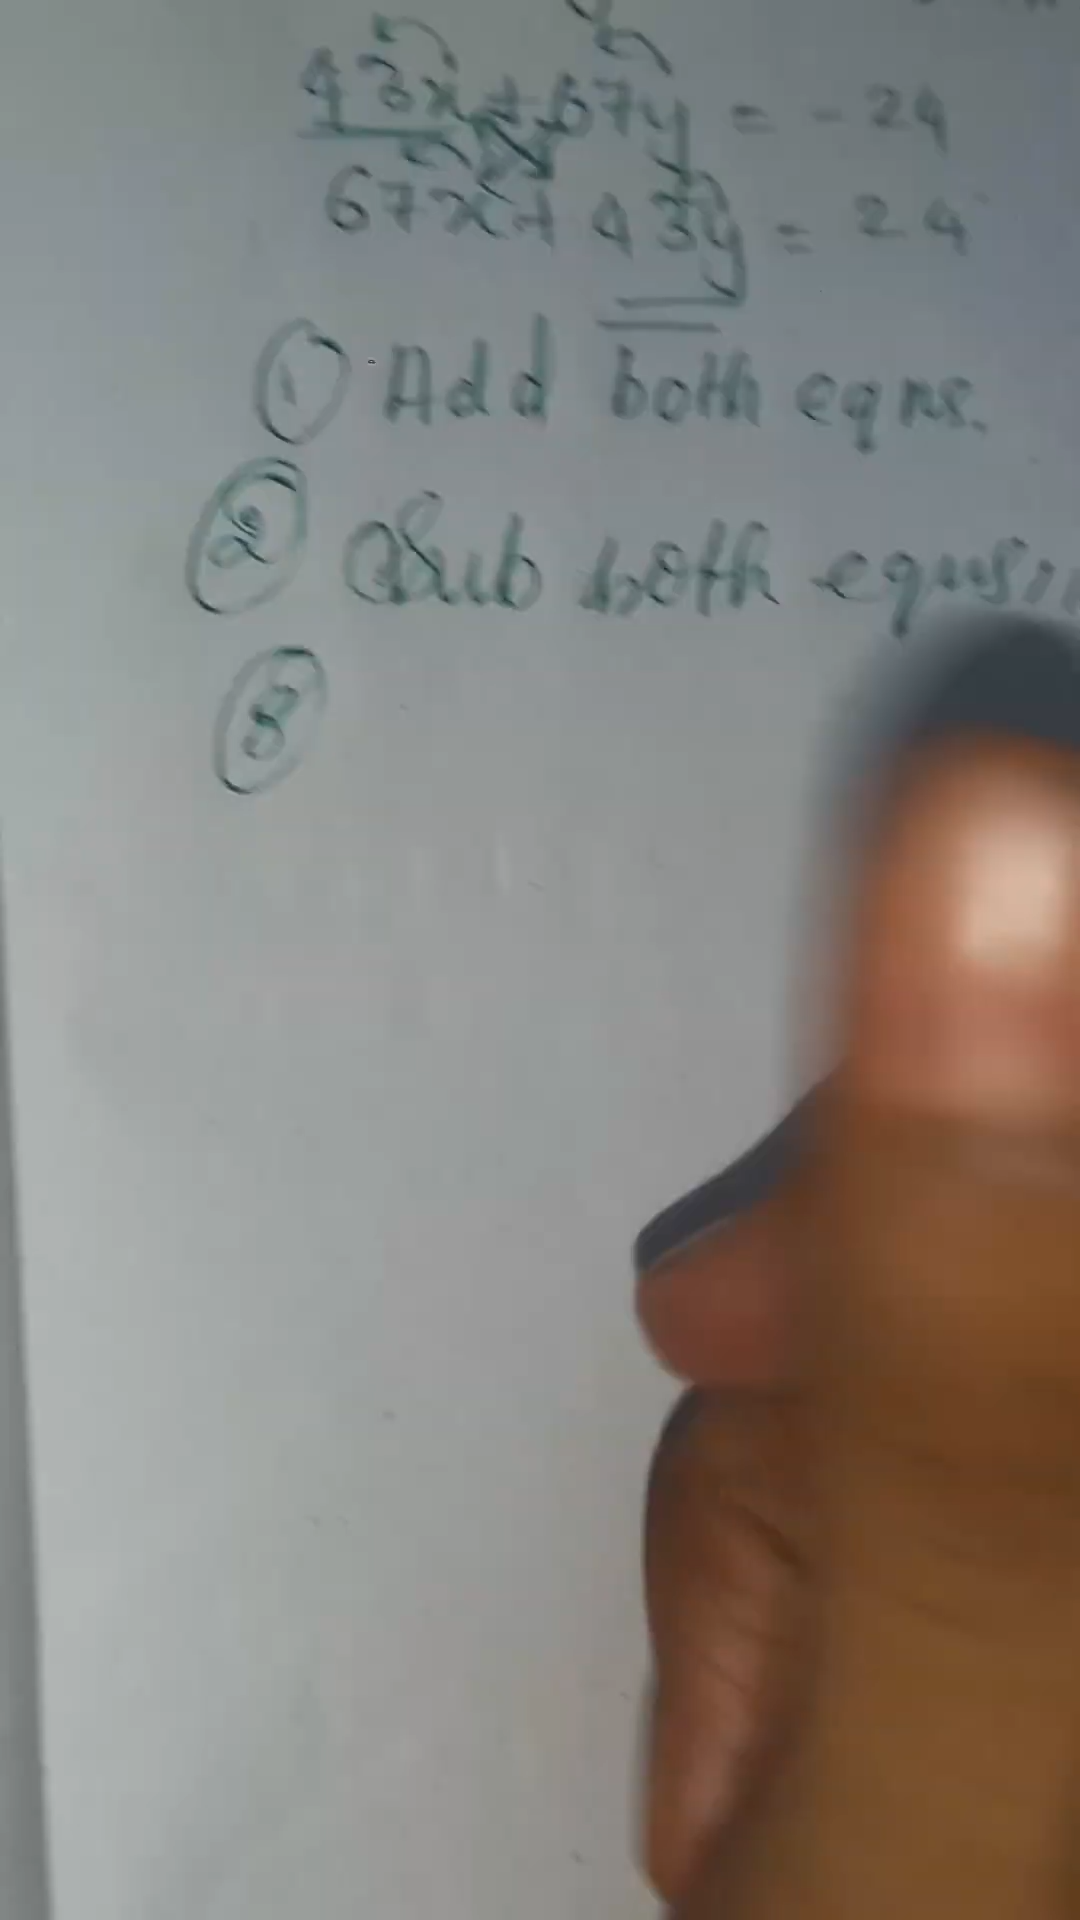 43x + 67y = - 24
67x + 43y = 24
① Add both eqns.
② Sub both eqns
③